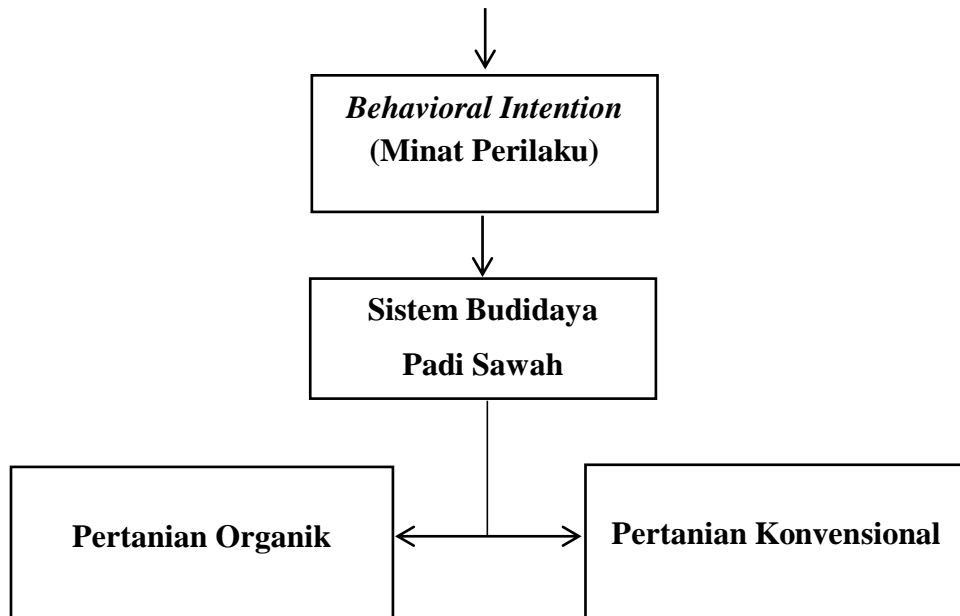 Behavioral Intention
(Minat Perilaku)
Sistem Budidaya
Padi Sawah
Pertanian Organik
Pertanian Konvensional